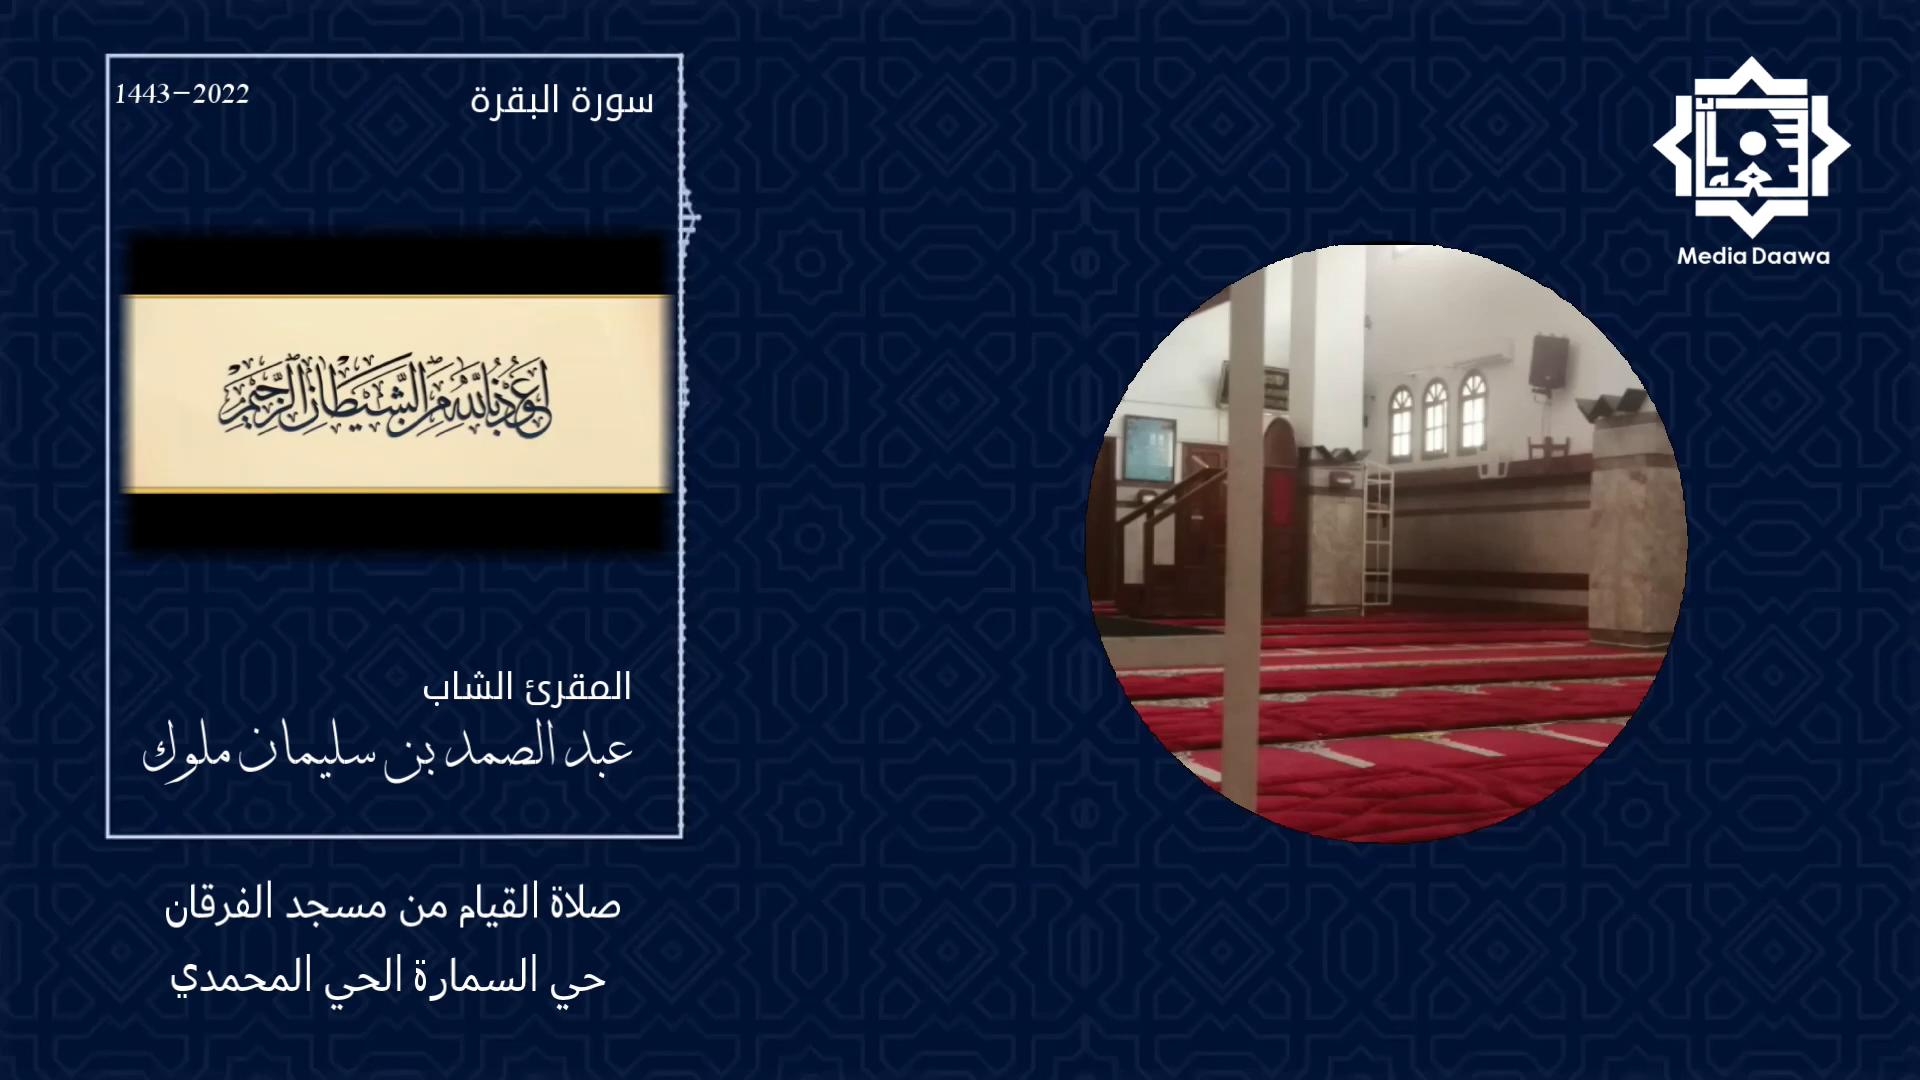 1443-2022
سورة البقرة
اعوذ بالله من الشيطان الرجيم
المقرئ الشاب
عبد الصمد بن سليمان ملوك
صلاة القيام من مسجد الفرقان
حي السمارة الحي المحمدي
Media Daawa